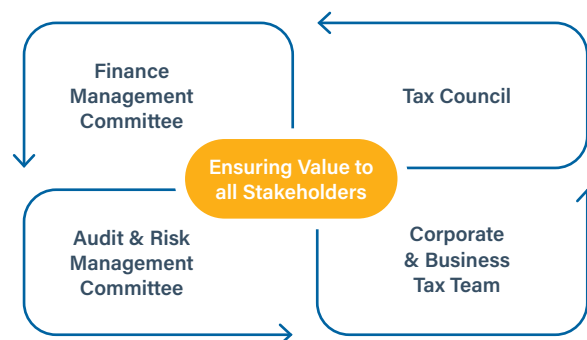 Finance
Management
Committee
Tax Council
Ensuring Value to
all Stakeholders
Audit & Risk
Management
Committee
Corporate
& Business
Tax Team